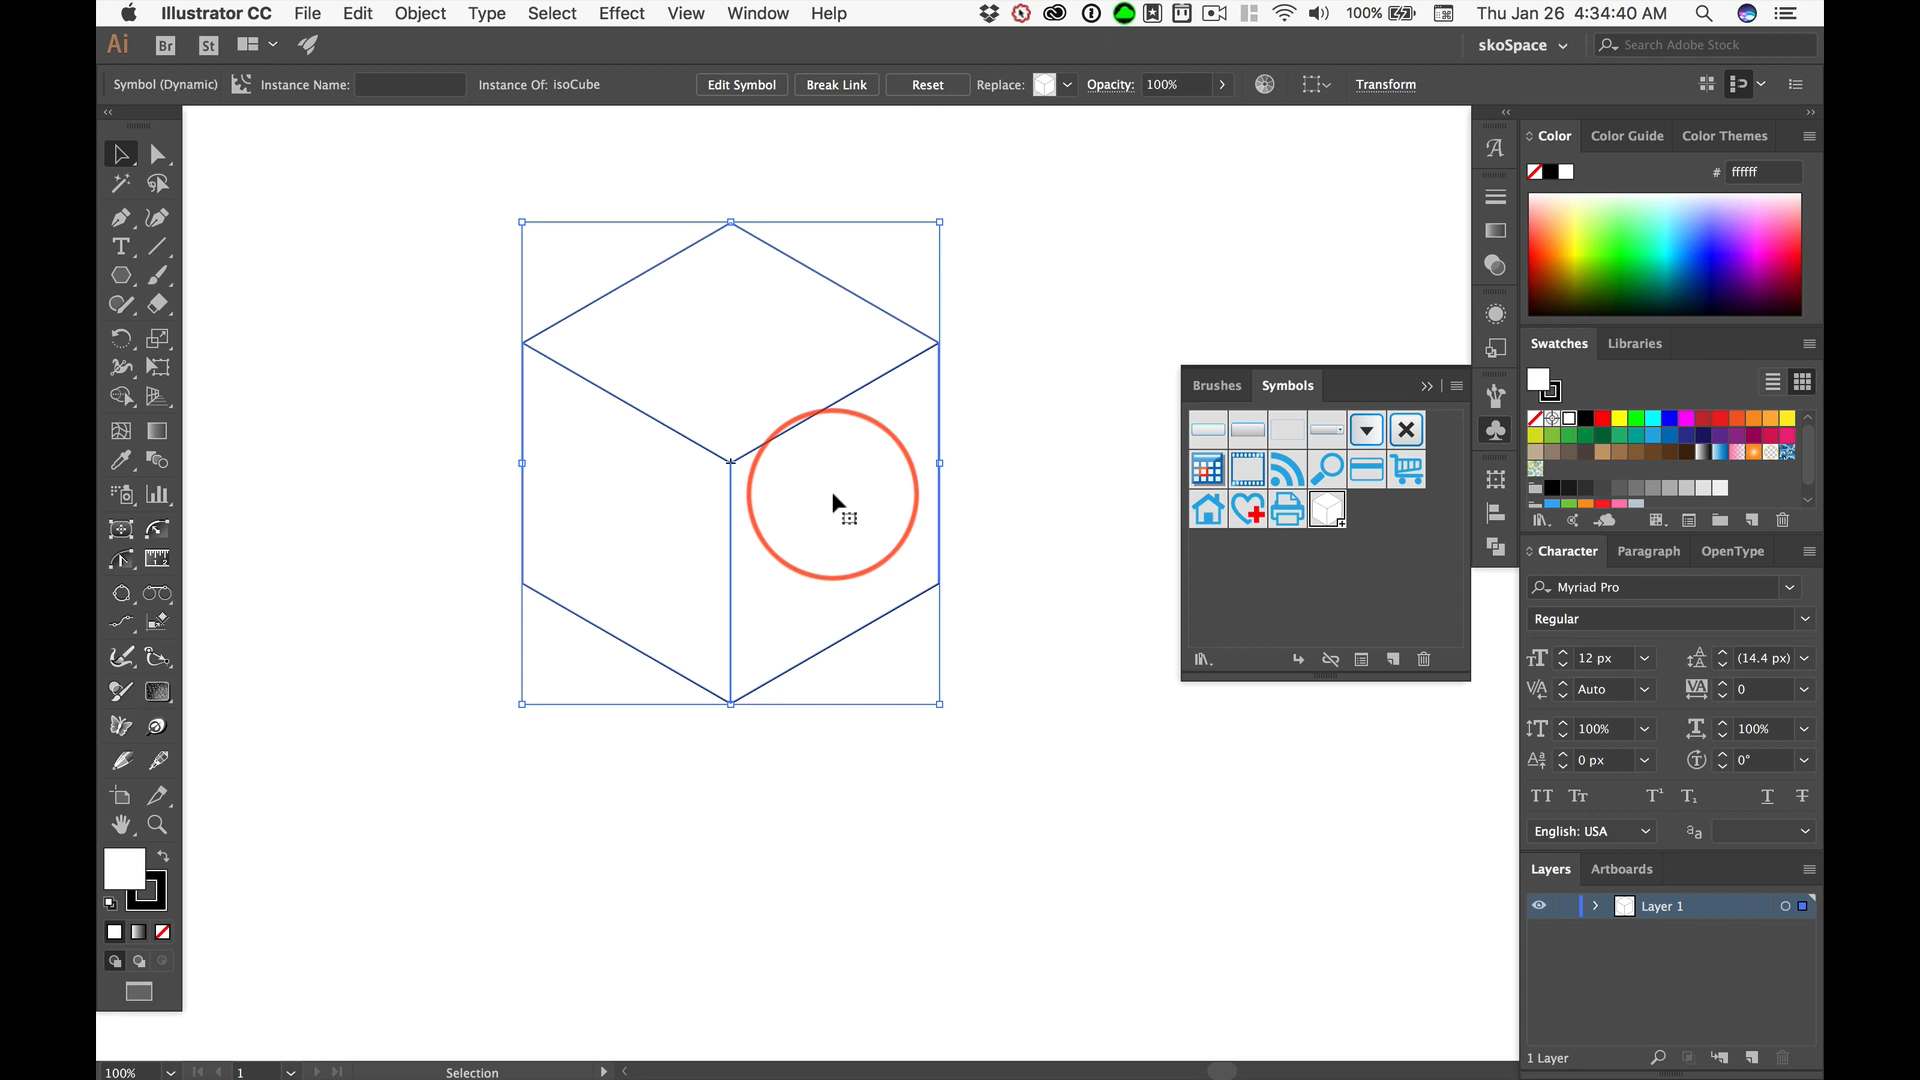 Illustrator CC File Edit Object Type Select Effect View Window Help 100% Thu Jan 26 4:34:40 AM
Ai Br St skoSpace Search Adobe Stock
Symbol (Dynamic) Instance Name: Instance Of: isoCube Edit Symbol Break Link Reset Replace: Opacity: 100% Transform
Color Color Guide Color Themes
# ffffff
Swatches Libraries
Brushes Symbols
Character Paragraph OpenType
Myriad Pro
Regular
12 px (14.4 px)
Auto 0
100% 100%
0 px 0°
English: USA
Layers Artboards
Layer 1
1 Layer
100% 1 Selection